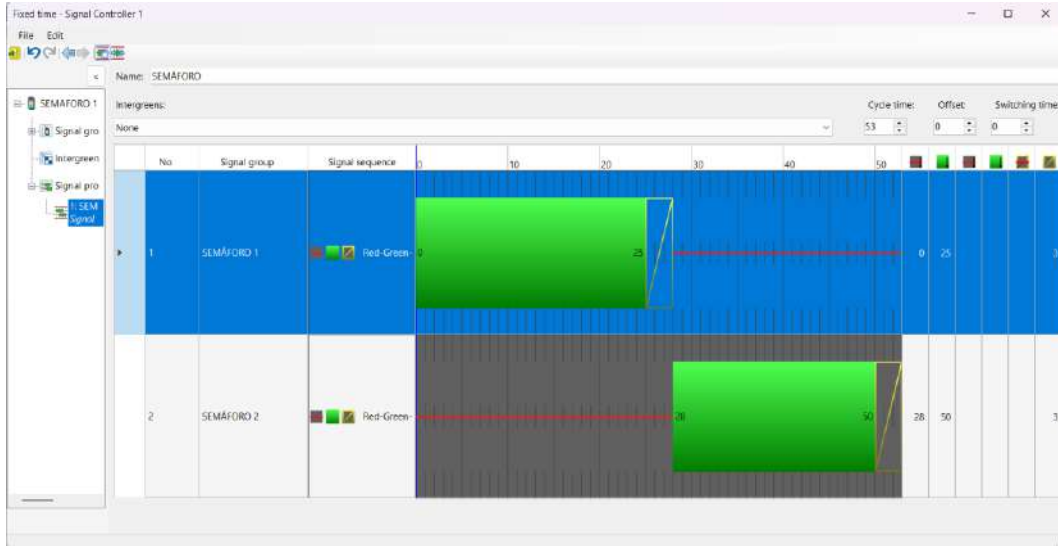 Fixed time - Signal Controller 1
File Edit
Name: SEMÁFORO
SEMAFORO 1
Signal gro
Intergreen
Signal pro
1: SEM
Signal
Intergreens:
None
Cycle time:
53
Offset:
0
Switching time
0
No Signal group Signal sequence 0 10 20 30 40 50
1 SEMÁFORO 1 Red-Green- 0 25 0 25 3
2 SEMÁFORO 2 Red-Green- 28 50 28 50 3